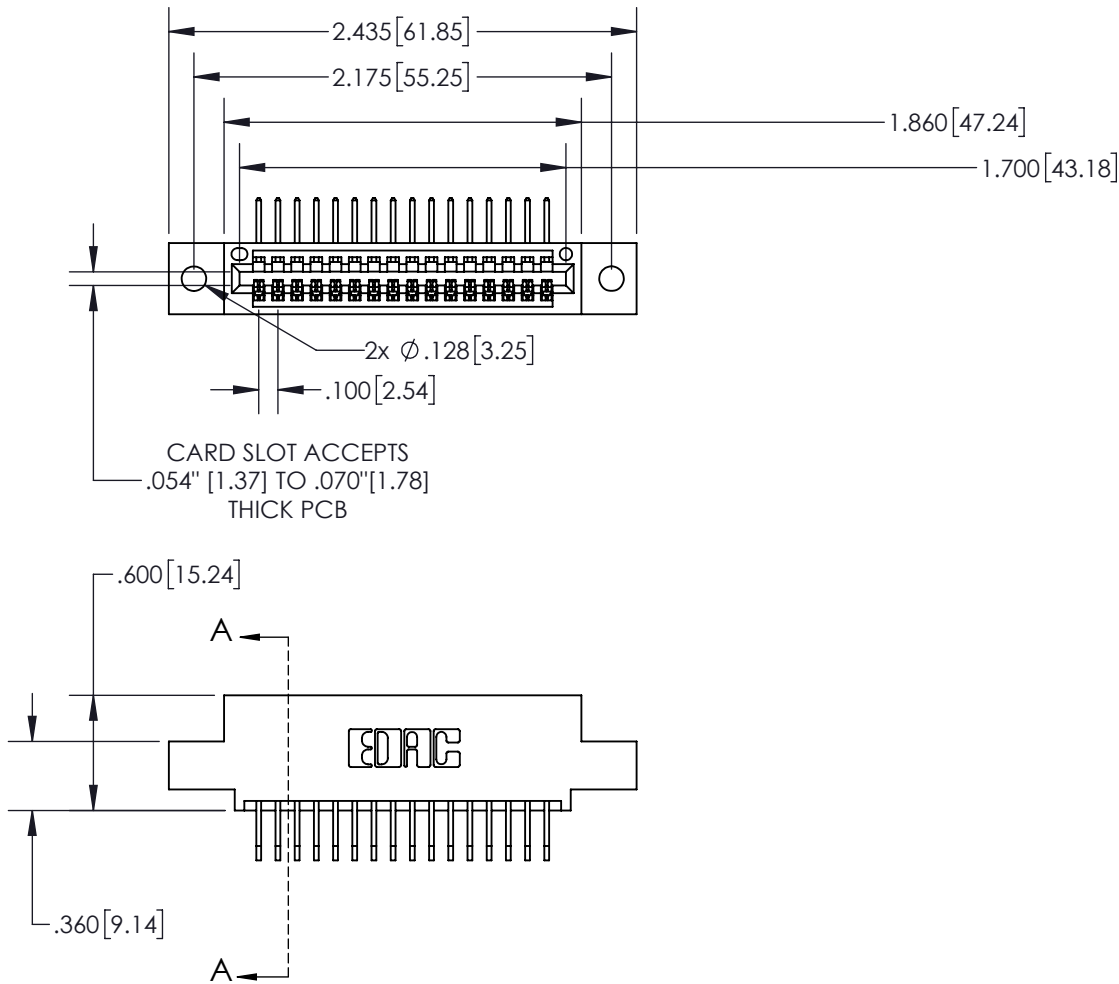 2.435[61.85]
2.175[55.25]
1.860[47.24]
1.700[43.18]
2x Ø.128[3.25]
.100[2.54]
CARD SLOT ACCEPTS
.054" [1.37] TO .070"[1.78]
THICK PCB
.600[15.24]
A
EDAC
.360[9.14]
A